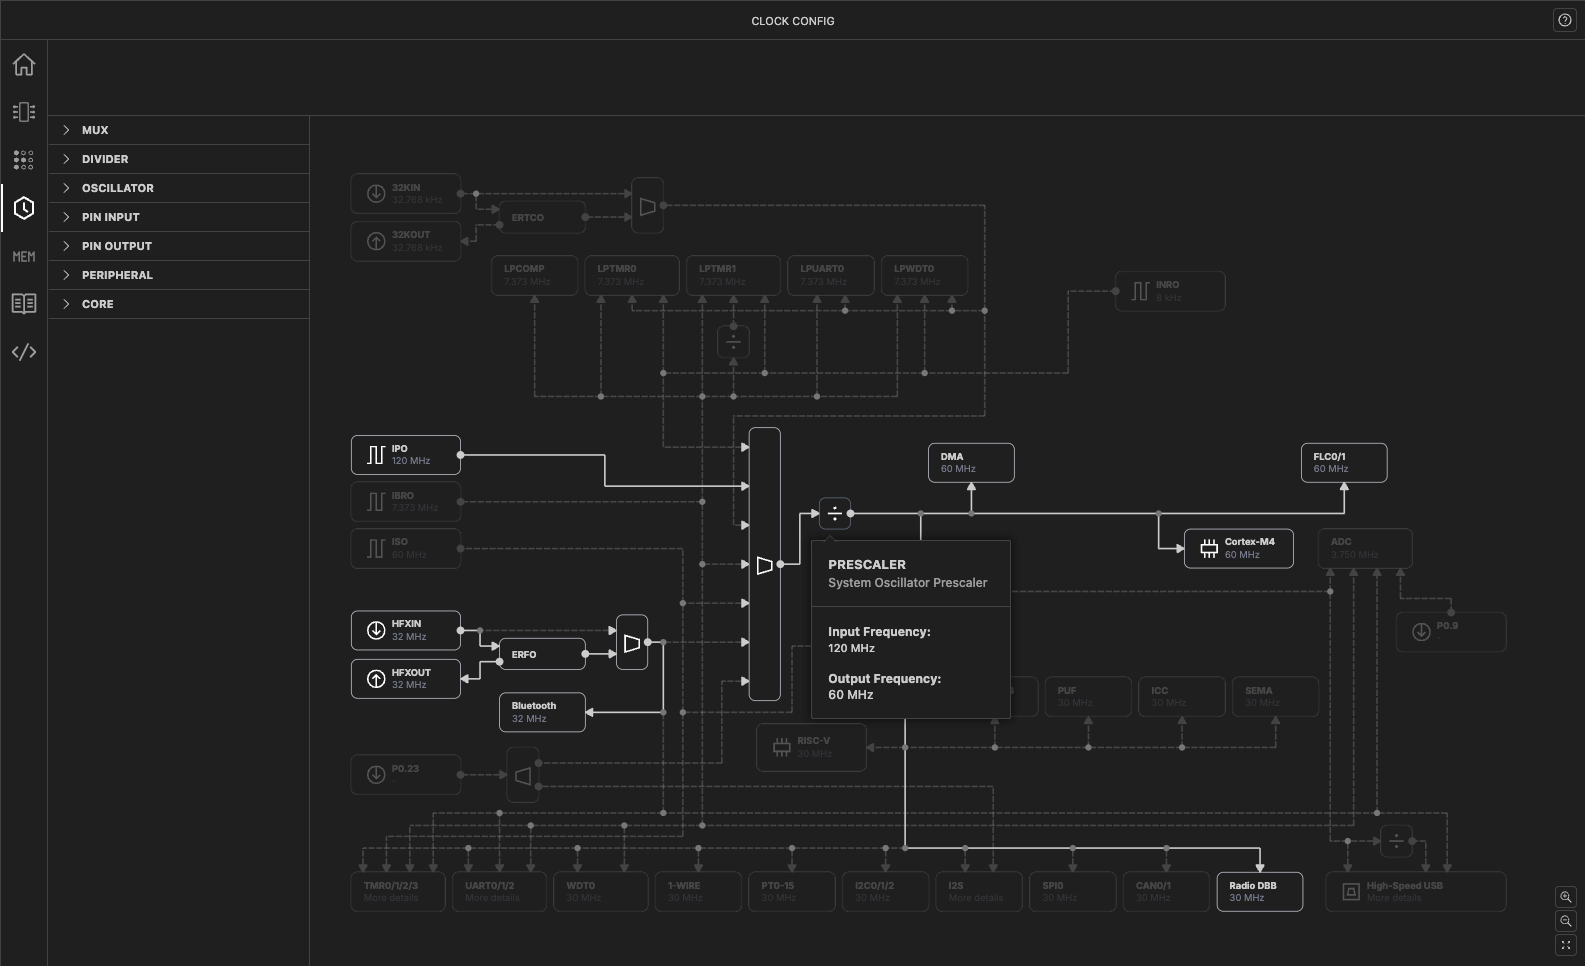 CLOCK CONFIG
MEM
MUX
DIVIDER
OSCILLATOR
PIN INPUT
PIN OUTPUT
PERIPHERAL
CORE
32KIN
32.768 kHz
32KOUT
32.768 kHz
ERTCO
LPCOMP
7.373 MHz
LPTMR0
7.373 MHz
LPTMR1
7.373 MHz
LPUART0
7.373 MHz
LPWDT0
7.373 MHz
INRO
8 kHz
IPO
120 MHz
IBRO
7.373 MHz
ISO
60 MHz
DMA
60 MHz
FLC0/1
60 MHz
Cortex-M4
60 MHz
ADC
3.750 MHz
PRESCALER
System Oscillator Prescaler
Input Frequency:
120 MHz
Output Frequency:
60 MHz
HFXIN
32 MHz
HFXOUT
32 MHz
ERFO
Bluetooth
32 MHz
P0.9
PUF
30 MHz
ICC
30 MHz
SEMA
30 MHz
RISC-V
30 MHz
P0.23
TMR0/1/2/3
More details
UART0/1/2
More details
WDT0
30 MHz
1-WIRE
30 MHz
PT0-15
30 MHz
I2C0/1/2
30 MHz
I2S
More details
SPI0
30 MHz
CAN0/1
30 MHz
Radio DBB
30 MHz
High-Speed USB
More details